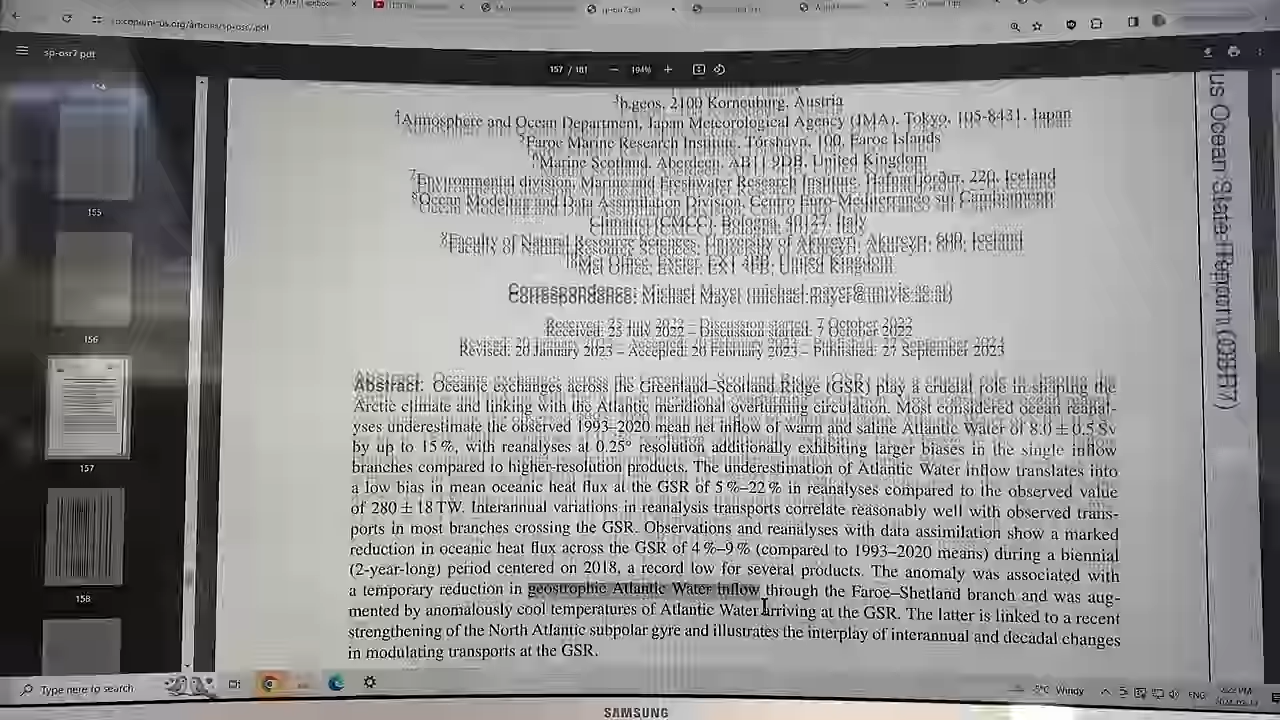 sp-osr7.pdf
157 / 181
194%
³b.geos, 2100 Korneuburg, Austria
⁴Atmosphere and Ocean Department, Japan Meteorological Agency (JMA), Tokyo, 105-8431, Japan
⁵Faroe Marine Research Institute, Tórshavn, 100, Faroe Islands
⁶Marine Scotland, Aberdeen, AB11 9DB, United Kingdom
⁷Environmental division, Marine and Freshwater Research Institute, Hafnarfjörður, 220, Iceland
⁸Ocean Modeling and Data Assimilation Division, Centro Euro-Mediterraneo sui Cambiamenti
Climatici (CMCC), Bologna, 40127, Italy
⁹Faculty of Natural Resource Sciences, University of Akureyri, Akureyri, 600, Iceland
¹⁰Met Office, Exeter, EX1 3PB, United Kingdom
Correspondence: Michael Mayer (michael.mayer@univie.ac.at)
Received: 25 July 2022 – Discussion started: 7 October 2022
Revised: 20 January 2023 – Accepted: 20 February 2023 – Published: 27 September 2023
Abstract. Oceanic exchanges across the Greenland–Scotland Ridge (GSR) play a crucial role in shaping the
Arctic climate and linking with the Atlantic meridional overturning circulation. Most considered ocean reanal-
yses underestimate the observed 1993–2020 mean net inflow of warm and saline Atlantic Water of 8.0 ± 0.5 Sv
by up to 15 %, with reanalyses at 0.25° resolution additionally exhibiting larger biases in the single inflow
branches compared to higher-resolution products. The underestimation of Atlantic Water inflow translates into
a low bias in mean oceanic heat flux at the GSR of 5 %–22 % in reanalyses compared to the observed value
of 280 ± 18 TW. Interannual variations in reanalysis transports correlate reasonably well with observed trans-
ports in most branches crossing the GSR. Observations and reanalyses with data assimilation show a marked
reduction in oceanic heat flux across the GSR of 4 %–9 % (compared to 1993–2020 means) during a biennial
(2-year-long) period centered on 2018, a record low for several products. The anomaly was associated with
a temporary reduction in geostrophic Atlantic Water inflow through the Faroe–Shetland branch and was aug-
mented by anomalously cool temperatures of Atlantic Water arriving at the GSR. The latter is linked to a recent
strengthening of the North Atlantic subpolar gyre and illustrates the interplay of interannual and decadal changes
in modulating transports at the GSR.
155
156
157
158
Type here to search
Windy
ENG
SAMSUNG